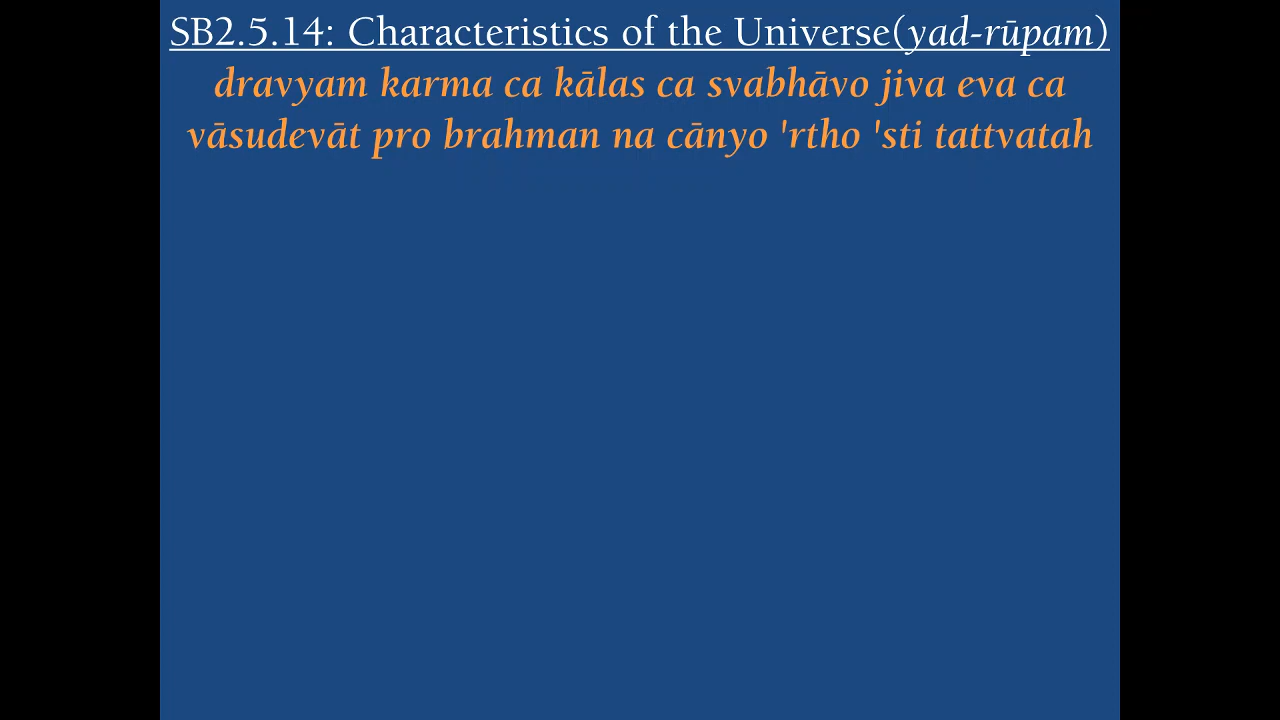 SB2.5.14: Characteristics of the Universe(yad-rūpam)
dravyam karma ca kālas ca svabhāvo jiva eva ca
vāsudevāt pro brahman na cānyo 'rtho 'sti tattvatah